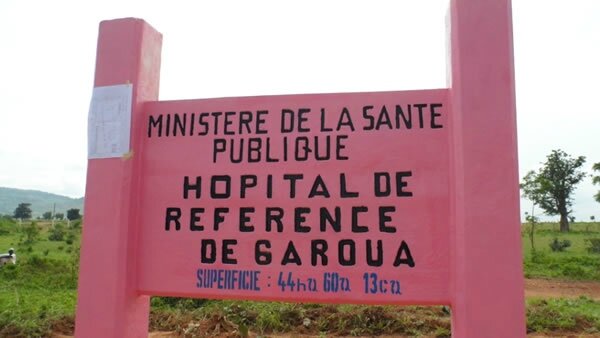 MINISTERE DE LA SANTE
PUBLIQUE
HOPITAL DE
REFERENCE
DE GAROUA
SUPERFICIE : 44ha 60a 13ca